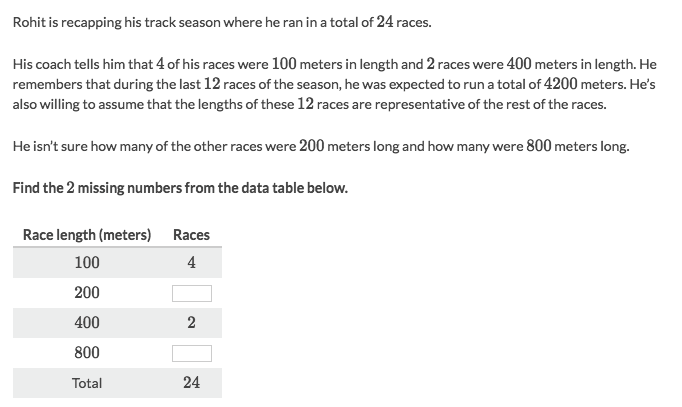 Rohit is recapping his track season where he ran in a total of 24 races.
His coach tells him that 4 of his races were 100 meters in length and 2 races were 400 meters in length. He
remembers that during the last 12 races of the season, he was expected to run a total of 4200 meters. He's
also willing to assume that the lengths of these 12 races are representative of the rest of the races.
He isn't sure how many of the other races were 200 meters long and how many were 800 meters long.
Find the 2 missing numbers from the data table below.
Race length (meters) Races
100 4
200
400 2
800
Total 24